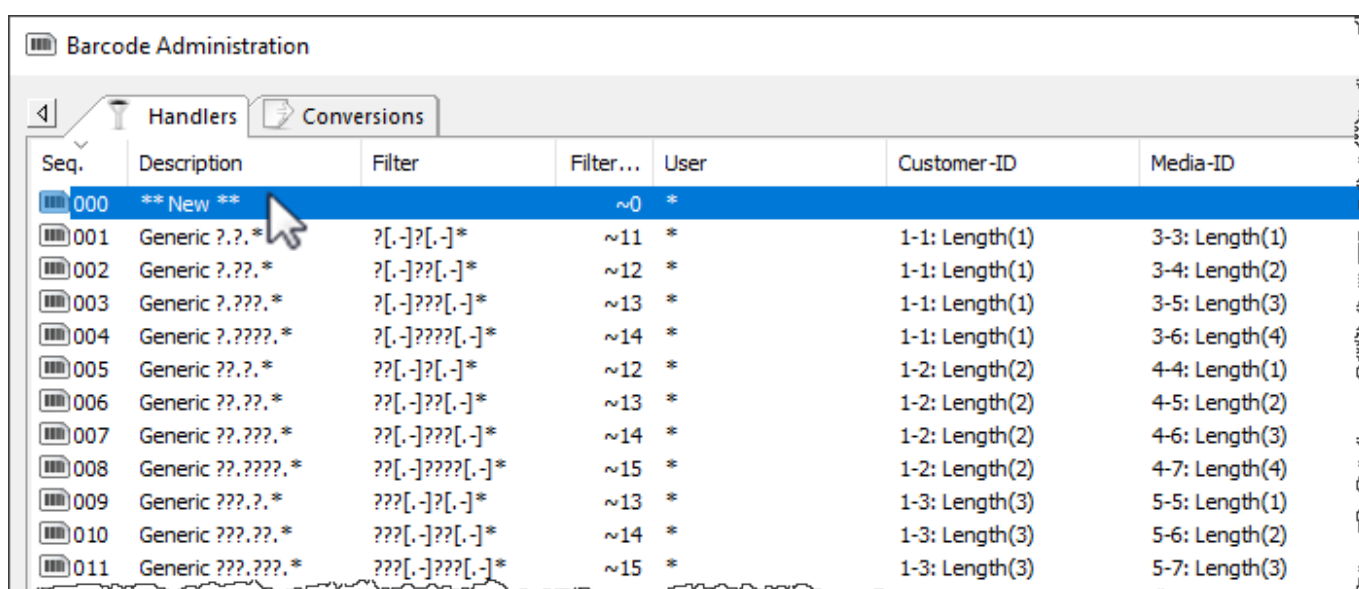 Barcode Administration
Handlers Conversions
Seq. Description Filter Filter... User Customer-ID Media-ID
000 ** New ** ~0 *
001 Generic ?.?.* ?[.-]?[.-]* ~11 * 1-1: Length(1) 3-3: Length(1)
002 Generic ?.??.* ?[.-]??[.-]* ~12 * 1-1: Length(1) 3-4: Length(2)
003 Generic ?.???.* ?[.-]???[.-]* ~13 * 1-1: Length(1) 3-5: Length(3)
004 Generic ?.????.* ?[.-]????[.-]* ~14 * 1-1: Length(1) 3-6: Length(4)
005 Generic ??.?.* ??[.-]?[.-]* ~12 * 1-2: Length(2) 4-4: Length(1)
006 Generic ??.??.* ??[.-]??[.-]* ~13 * 1-2: Length(2) 4-5: Length(2)
007 Generic ??.???.* ??[.-]???[.-]* ~14 * 1-2: Length(2) 4-6: Length(3)
008 Generic ??.????.* ??[.-]????[.-]* ~15 * 1-2: Length(2) 4-7: Length(4)
009 Generic ???.?.* ???[.-]?[.-]* ~13 * 1-3: Length(3) 5-5: Length(1)
010 Generic ???.??.* ???[.-]??[.-]* ~14 * 1-3: Length(3) 5-6: Length(2)
011 Generic ???.???.* ???[.-]???[.-]* ~15 * 1-3: Length(3) 5-7: Length(3)